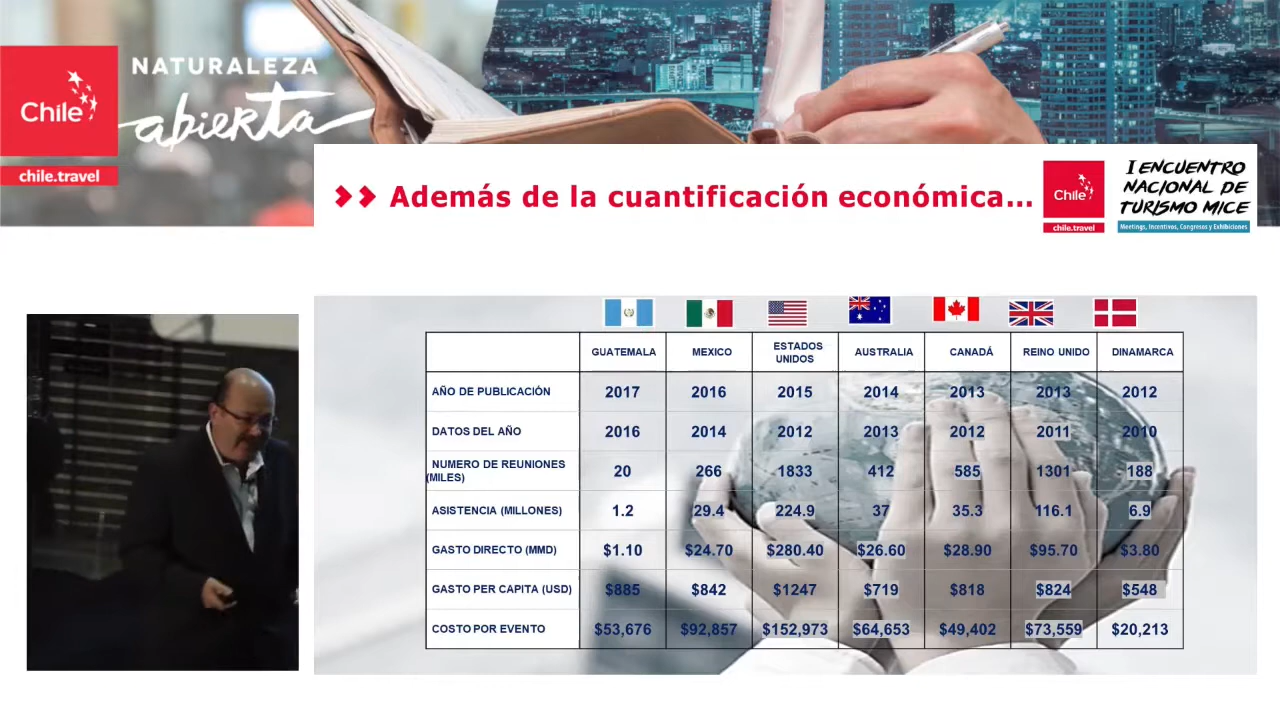 NATURALEZA
abierta
Chile
chile.travel
Además de la cuantificación económica...
Chile
chile.travel
I ENCUENTRO
NACIONAL DE
TURISMO MICE
Meetings, Incentivos, Congresos y Exhibiciones
GUATEMALA MEXICO ESTADOS UNIDOS AUSTRALIA CANADÁ REINO UNIDO DINAMARCA
AÑO DE PUBLICACIÓN 2017 2016 2015 2014 2013 2013 2012
DATOS DEL AÑO 2016 2014 2012 2013 2012 2011 2010
NUMERO DE REUNIONES (MILES) 20 266 1833 412 585 1301 188
ASISTENCIA (MILLONES) 1.2 29.4 224.9 37 35.3 116.1 6.9
GASTO DIRECTO (MMD) $1.10 $24.70 $280.40 $26.60 $28.90 $95.70 $3.80
GASTO PER CAPITA (USD) $885 $842 $1247 $719 $818 $824 $548
COSTO POR EVENTO $53,676 $92,857 $152,973 $64,653 $49,402 $73,559 $20,213